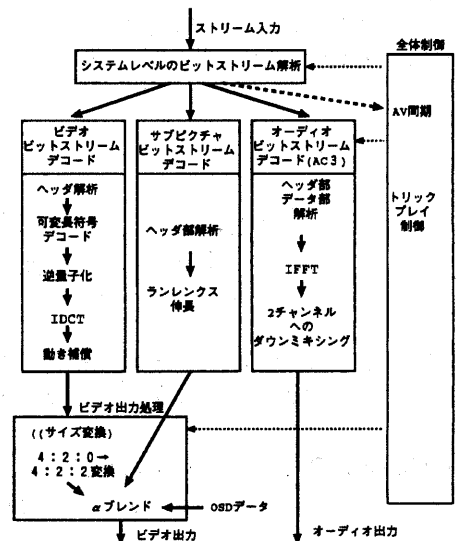 ストリーム入力
全体制御
システムレベルのビットストリーム解析
AV同期
ビデオ
ビットストリーム
デコード
サブピクチャ
ビットストリーム
デコード
オーディオ
ビットストリーム
デコード(AC3)
ヘッダ解析
可変長符号
デコード
逆量子化
IDCT
動き補償
ヘッダ部解析
ランレンクス
伸長
ヘッダ部
データ部
解析
IFFT
2チャンネル
への
ダウンミキシング
トリック
プレイ
制御
ビデオ出力処理
((サイズ変換)
4:2:0→
4:2:2変換
αブレンド
OSDデータ
ビデオ出力
オーディオ出力